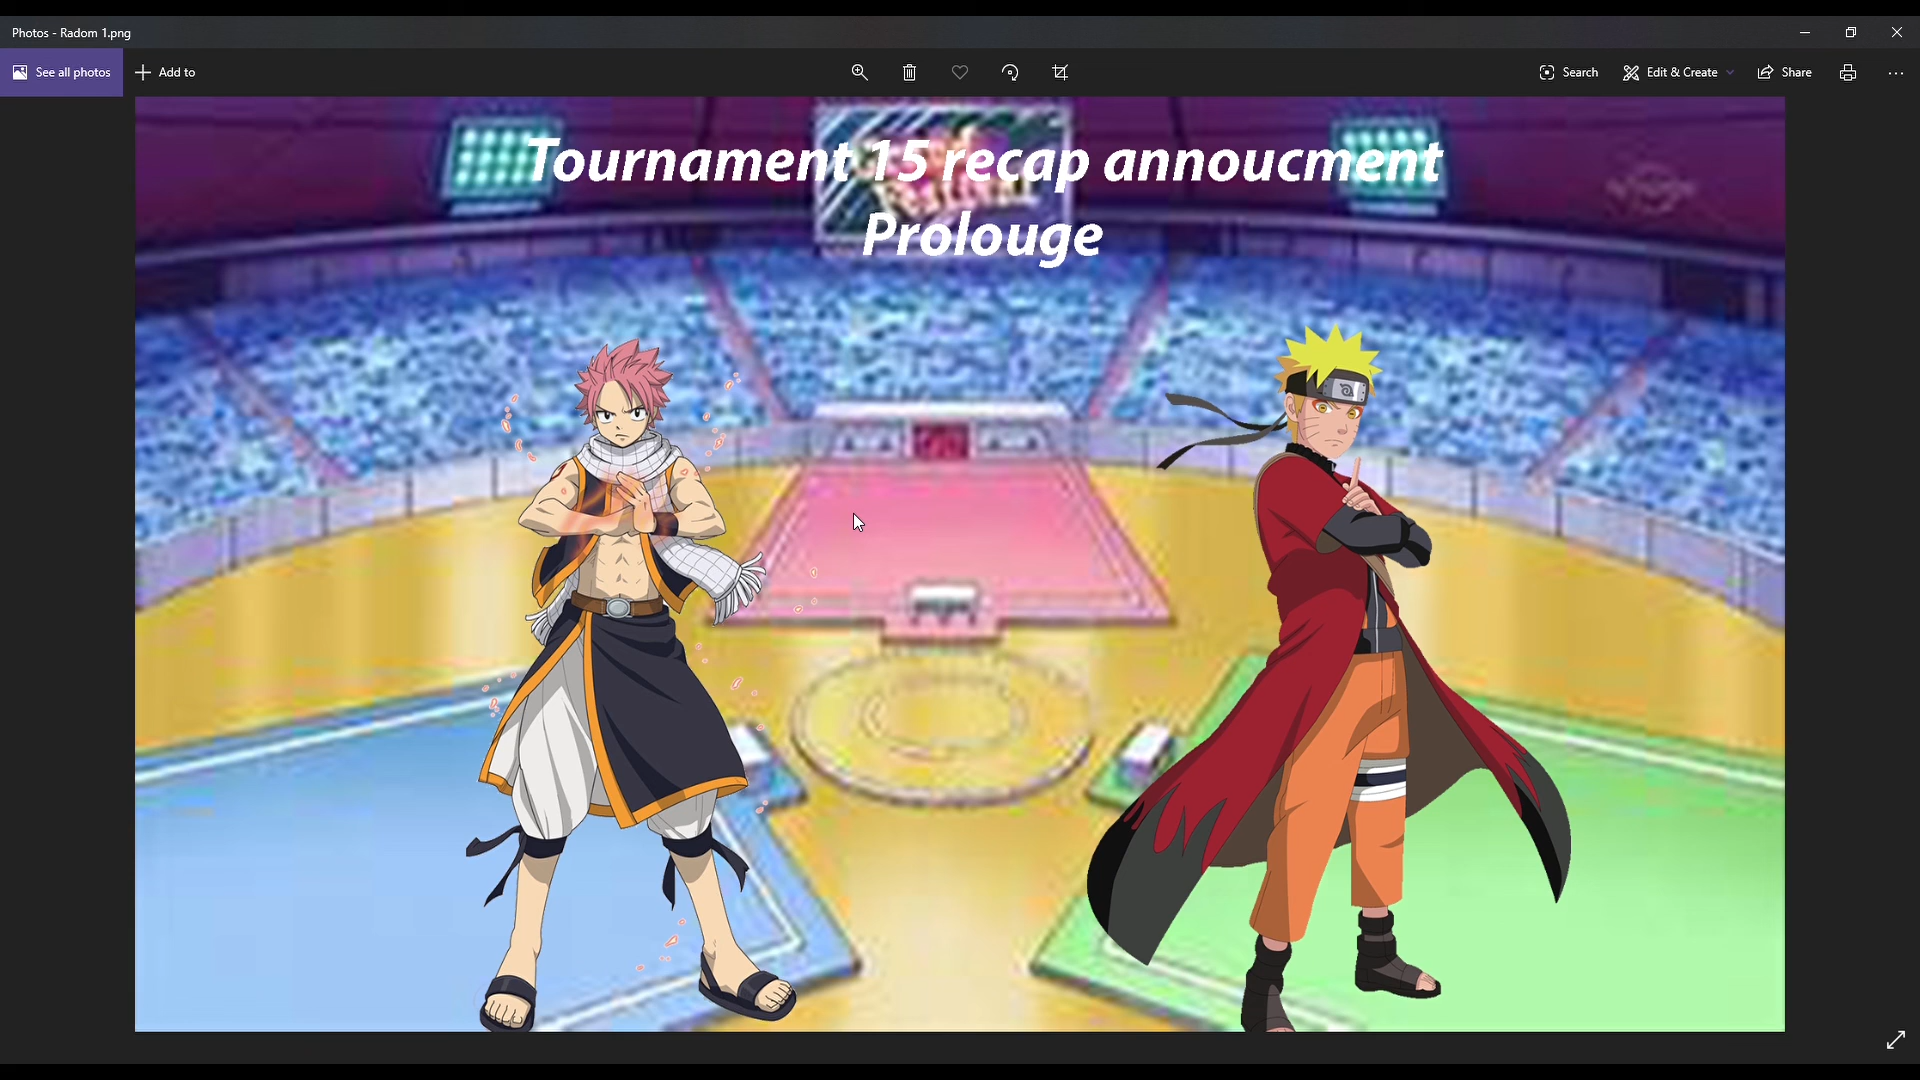 Photos - Radom 1.png
See all photos
Add to
Search
Edit & Create
Share
Tournament 15 recap annoucment
Prolouge